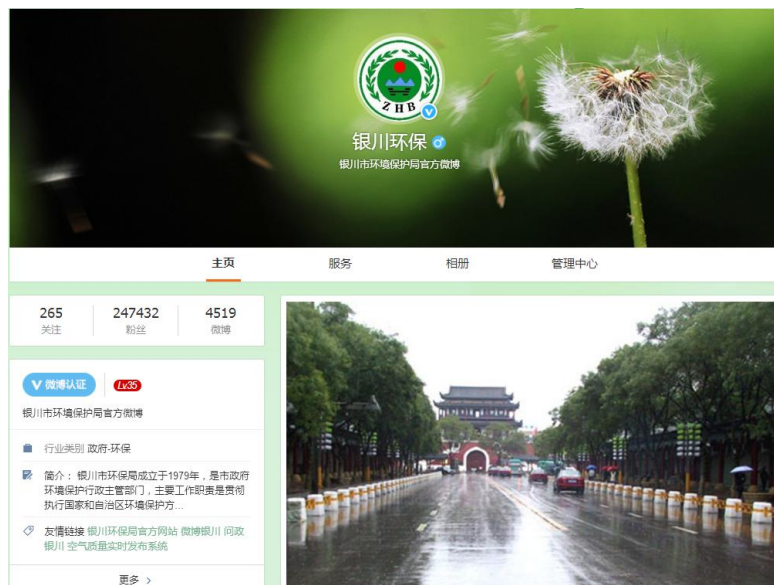 ZHB
银川环保
银川市环境保护局官方微博
主页 服务 相册 管理中心
265 247432 4519
关注 粉丝 微博
V 微博认证 Lv.35
银川市环境保护局官方微博
行业类别 政府-环保
简介： 银川市环保局成立于1979年，是市政府
环境保护行政主管部门，主要工作职责是贯彻
执行国家和自治区环境保护方...
友情链接 银川环保局官方网站 微博银川 问政
银川 空气质量实时发布系统
更多 >